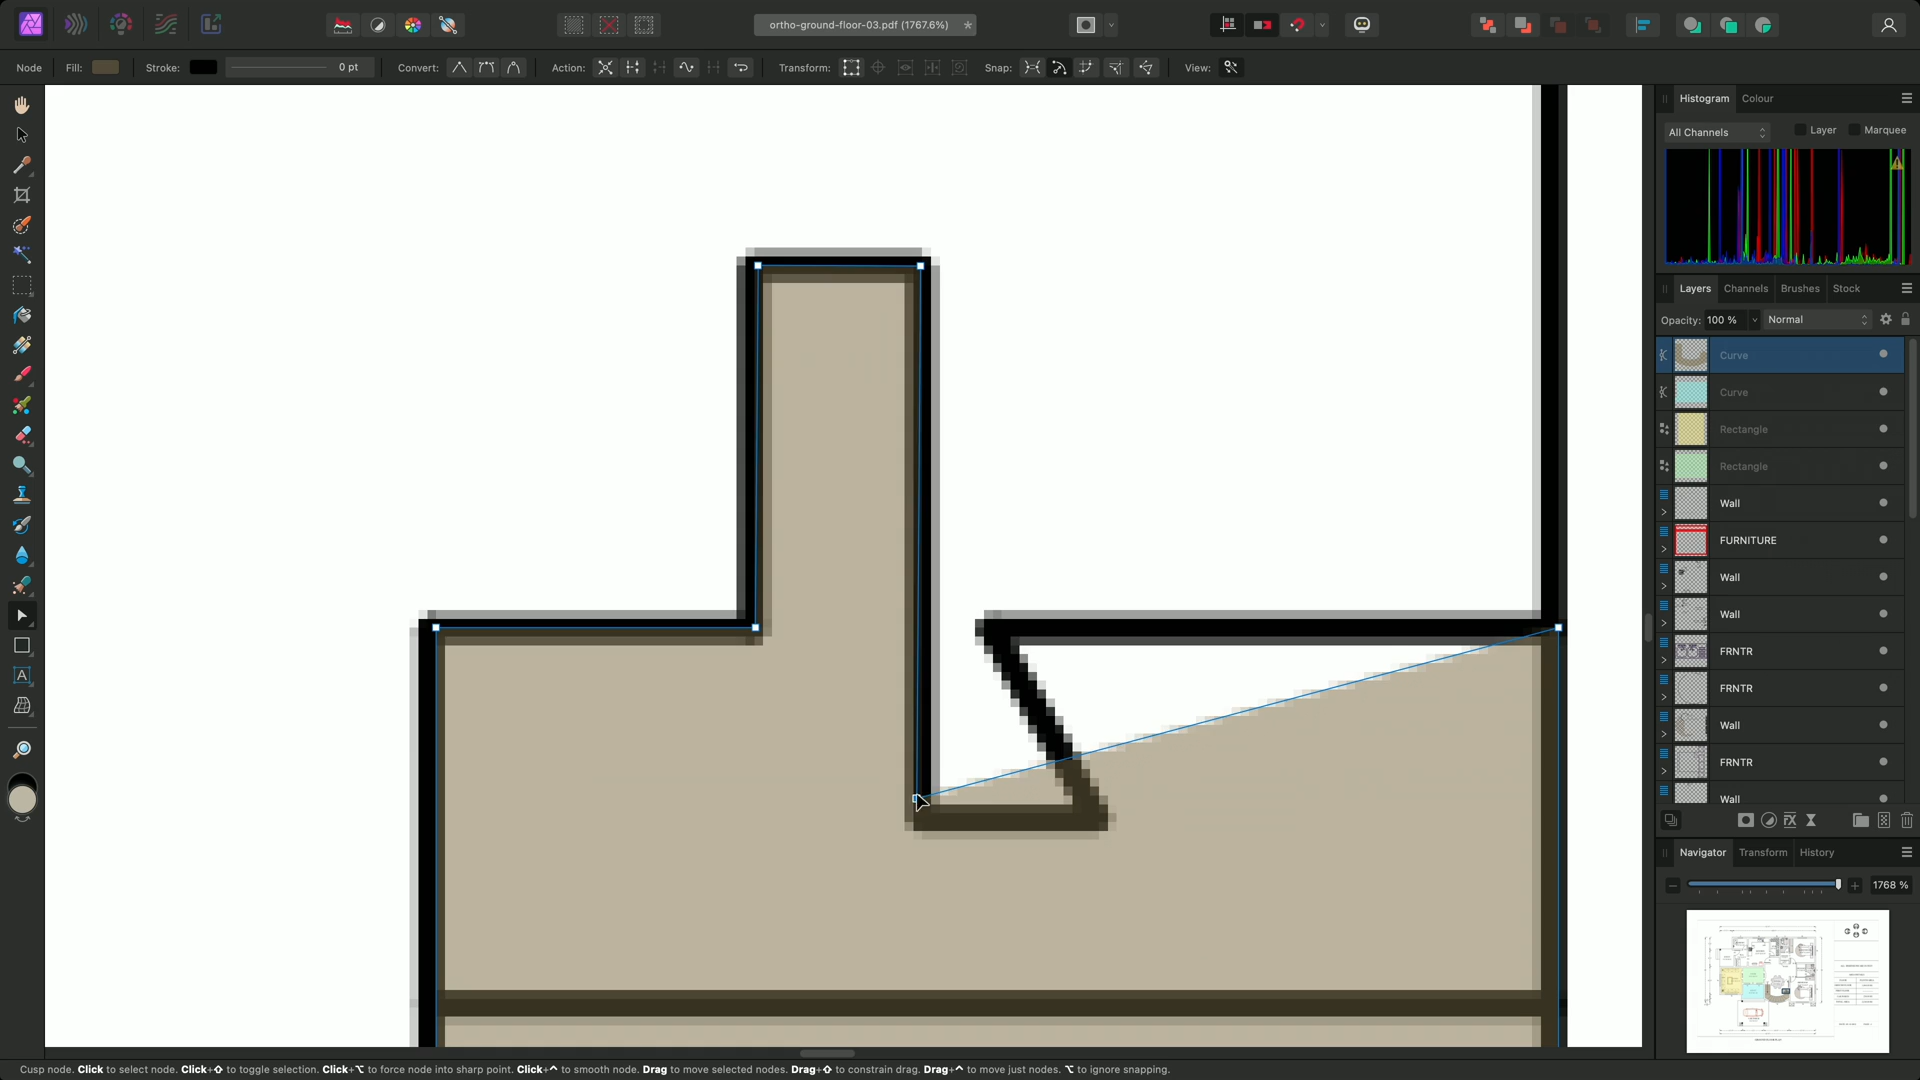 ortho-ground-floor-03.pdf (1767.6%)
*
Node
Fill:
Stroke:
0 pt
Convert:
Action:
Transform:
Snap:
View:
Histogram
Colour
All Channels
Layer
Marquee
Layers
Channels
Brushes
Stock
Opacity:
100 %
Normal
Curve
Curve
Rectangle
Rectangle
Wall
FURNITURE
Wall
Wall
FRNTR
FRNTR
Wall
FRNTR
Wall
Navigator
Transform
History
1768 %
Cusp node. Click to select node. Click+⇧ to toggle selection. Click+⌥ to force node into sharp point. Click+^ to smooth node. Drag to move selected nodes. Drag+⇧ to constrain drag. Drag+^ to move just nodes. ⌥ to ignore snapping.